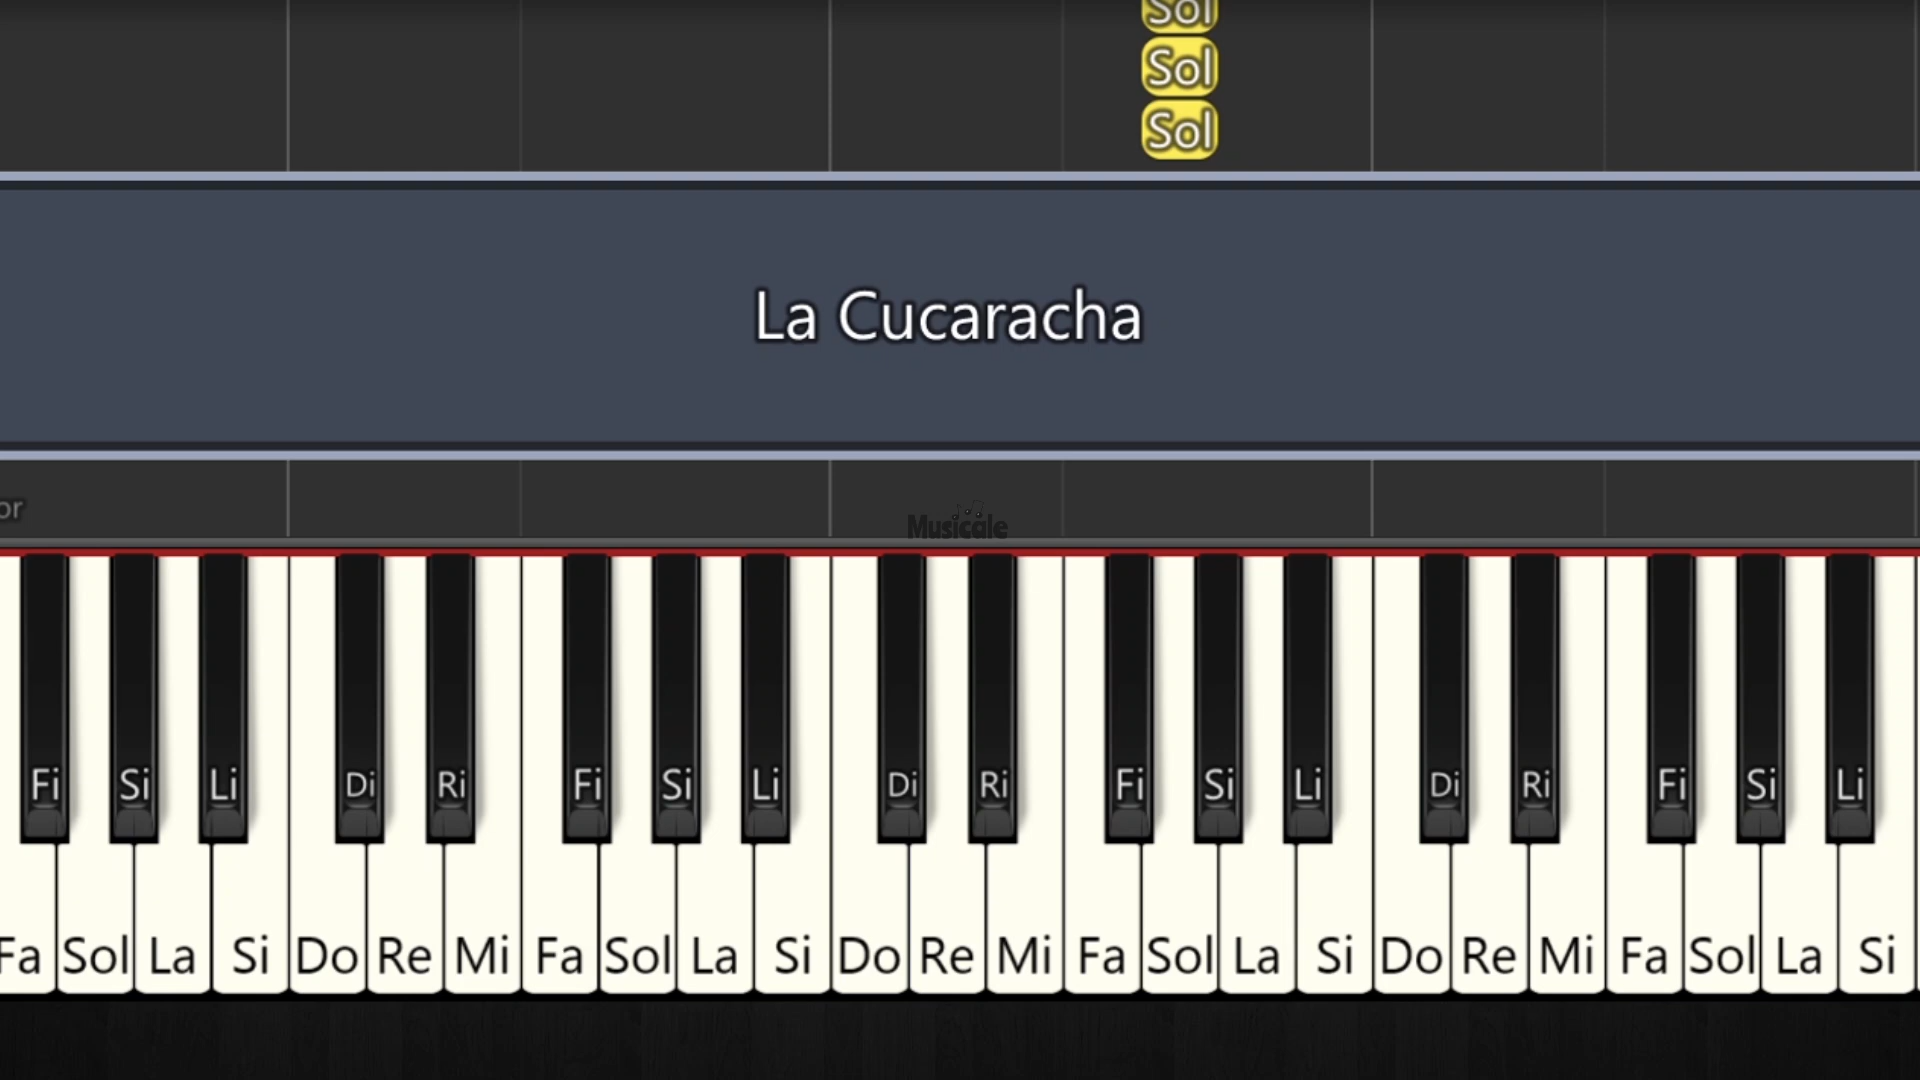 Sol
Sol
Sol
La Cucaracha
or
Musicale
Fi Si Li Di Ri Fi Si Li Di Ri Fi Si Li Di Ri Fi Si Li
Fa Sol La Si Do Re Mi Fa Sol La Si Do Re Mi Fa Sol La Si Do Re Mi Fa Sol La Si